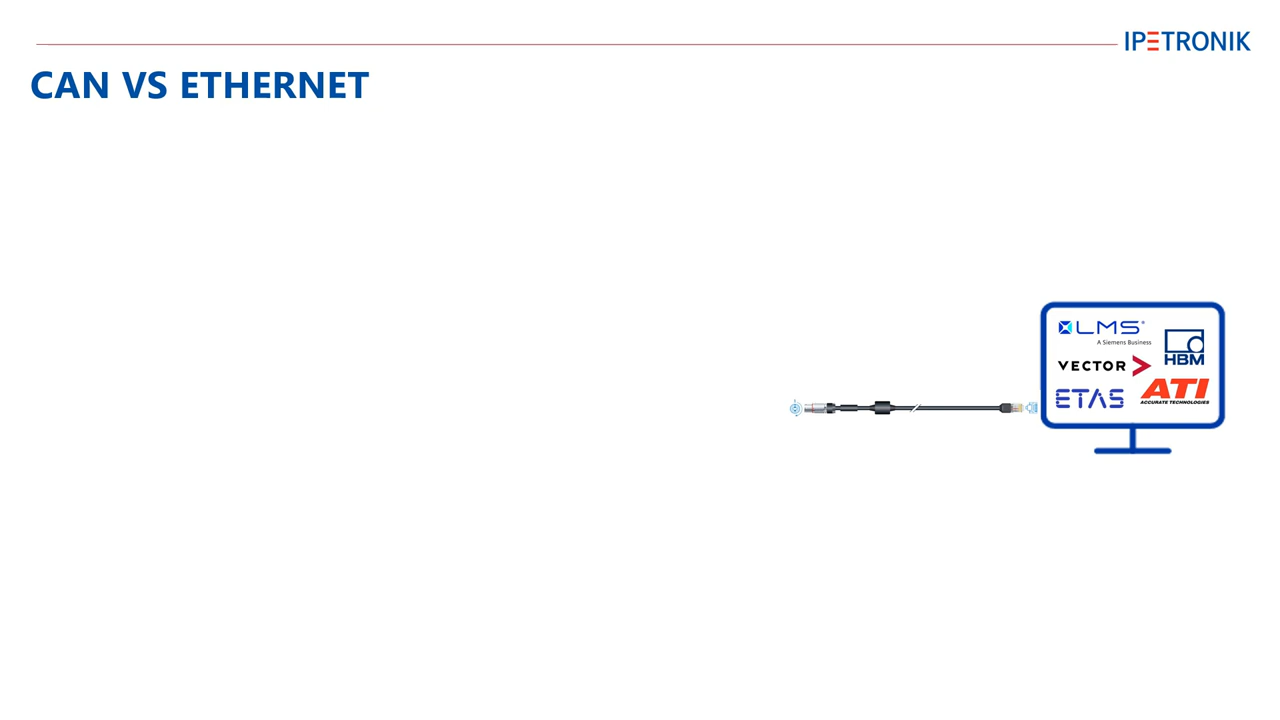 IPETRONIK
CAN VS ETHERNET
LMS®
A Siemens Business
HBM
VECTOR
ETAS
ATI
ACCURATE TECHNOLOGIES